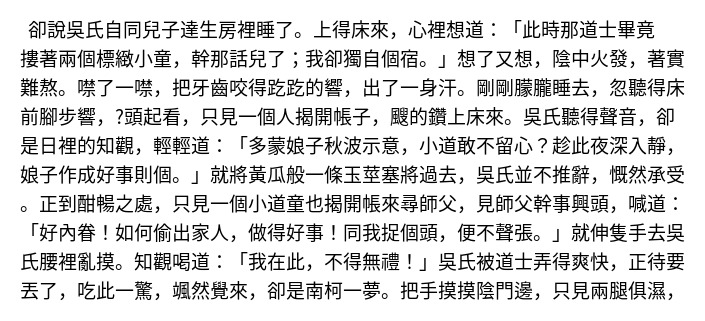 卻說吳氏自同兒子達生房裡睡了。上得床來，心裡想道：「此時那道士畢竟
摟著兩個標緻小童，幹那話兒了；我卻獨自個宿。」想了又想，陰中火發，著實
難熬。噤了一噤，把牙齒咬得趷趷的響，出了一身汗。剛剛朦朧睡去，忽聽得床
前腳步響，?頭起看，只見一個人揭開帳子，颼的鑽上床來。吳氏聽得聲音，卻
是日裡的知觀，輕輕道：「多蒙娘子秋波示意，小道敢不留心？趁此夜深入靜，
娘子作成好事則個。」就將黃瓜般一條玉莖塞將過去，吳氏並不推辭，慨然承受
。正到酣暢之處，只見一個小道童也揭開帳來尋師父，見師父幹事興頭，喊道：
「好內眷！如何偷出家人，做得好事！同我捉個頭，便不聲張。」就伸隻手去吳
氏腰裡亂摸。知觀喝道：「我在此，不得無禮！」吳氏被道士弄得爽快，正待要
丟了，吃此一驚，颯然覺來，卻是南柯一夢。把手摸摸陰門邊，只見兩腿俱濕，